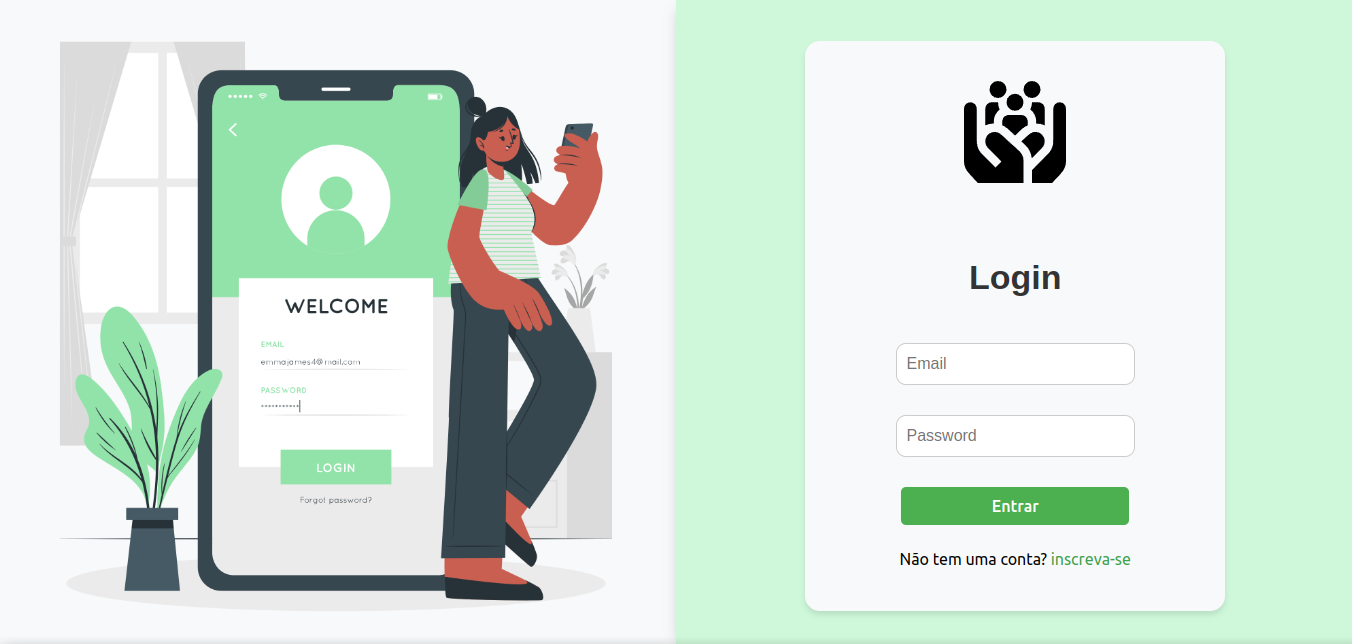 WELCOME
EMAIL
emmajames4@mail.com
PASSWORD
LOGIN
Forgot password?
Login
Email
Password
Entrar
Não tem uma conta? inscreva-se